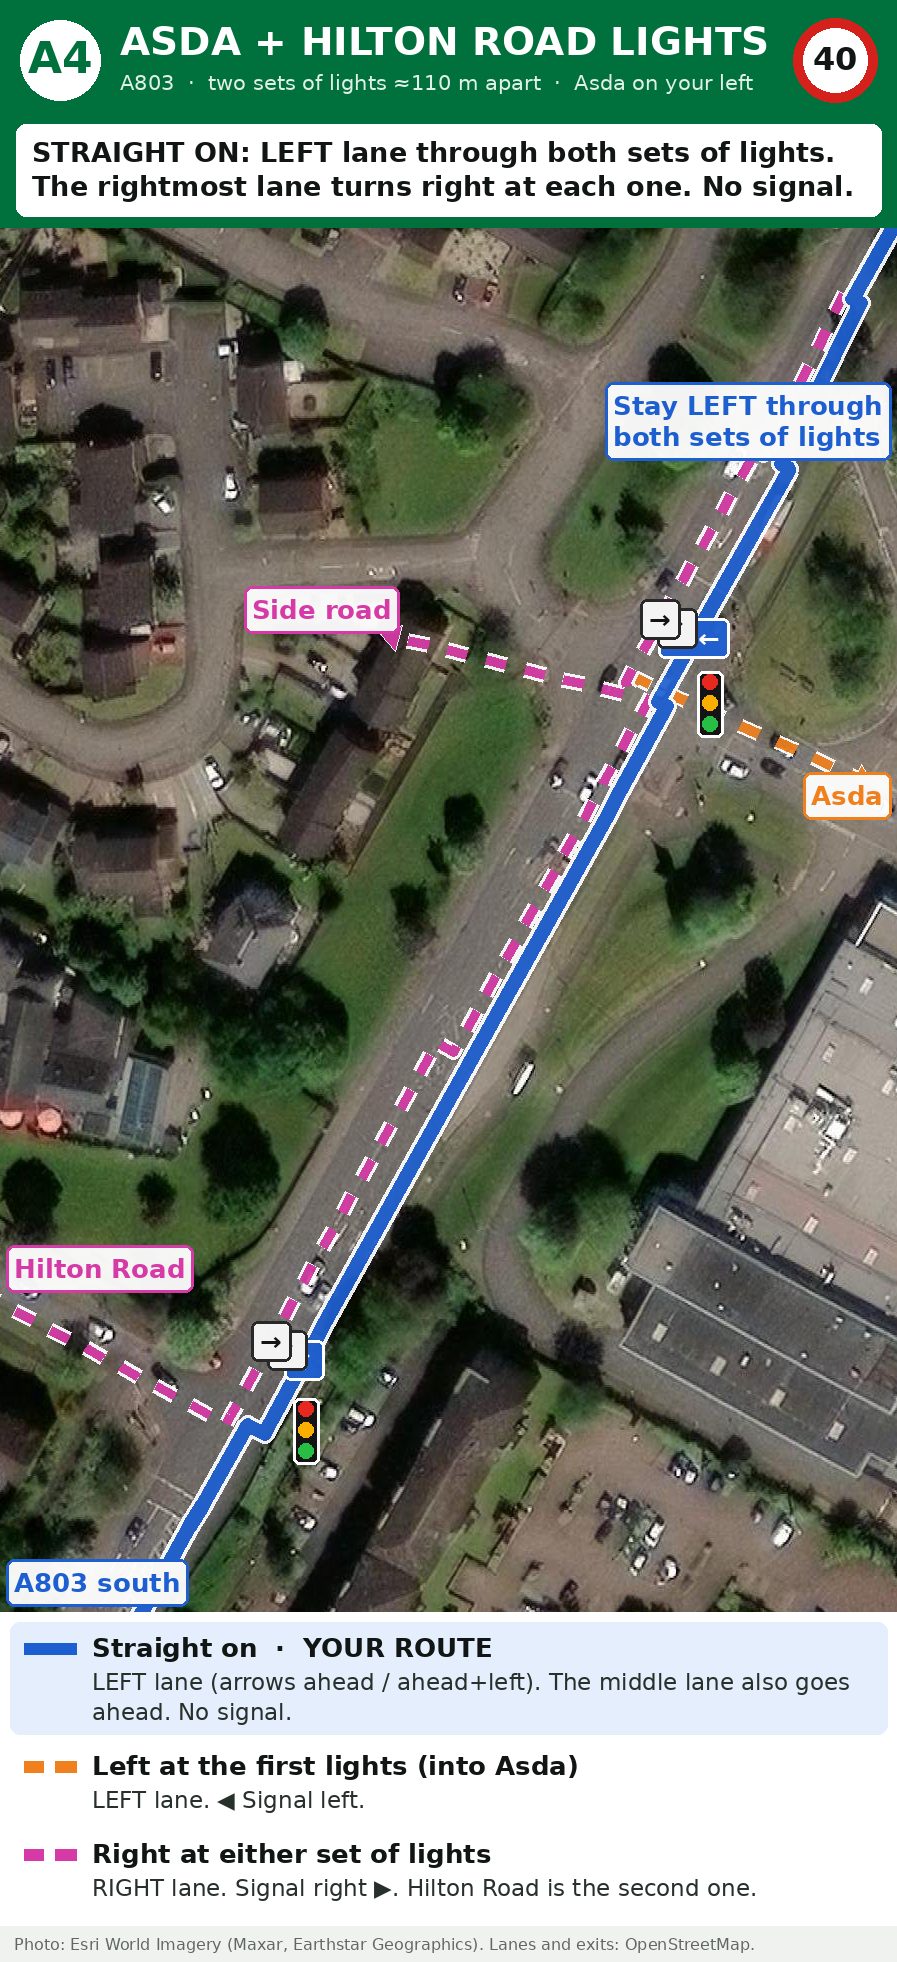 A4
ASDA + HILTON ROAD LIGHTS
A803 · two sets of lights ≈110 m apart · Asda on your left
40
STRAIGHT ON: LEFT lane through both sets of lights.
The rightmost lane turns right at each one. No signal.
Stay LEFT through
both sets of lights
Side road
→
←
Asda
Hilton Road
→
A803 south
Straight on · YOUR ROUTE
LEFT lane (arrows ahead / ahead+left). The middle lane also goes
ahead. No signal.
Left at the first lights (into Asda)
LEFT lane. ◀ Signal left.
Right at either set of lights
RIGHT lane. Signal right ▶. Hilton Road is the second one.
Photo: Esri World Imagery (Maxar, Earthstar Geographics). Lanes and exits: OpenStreetMap.